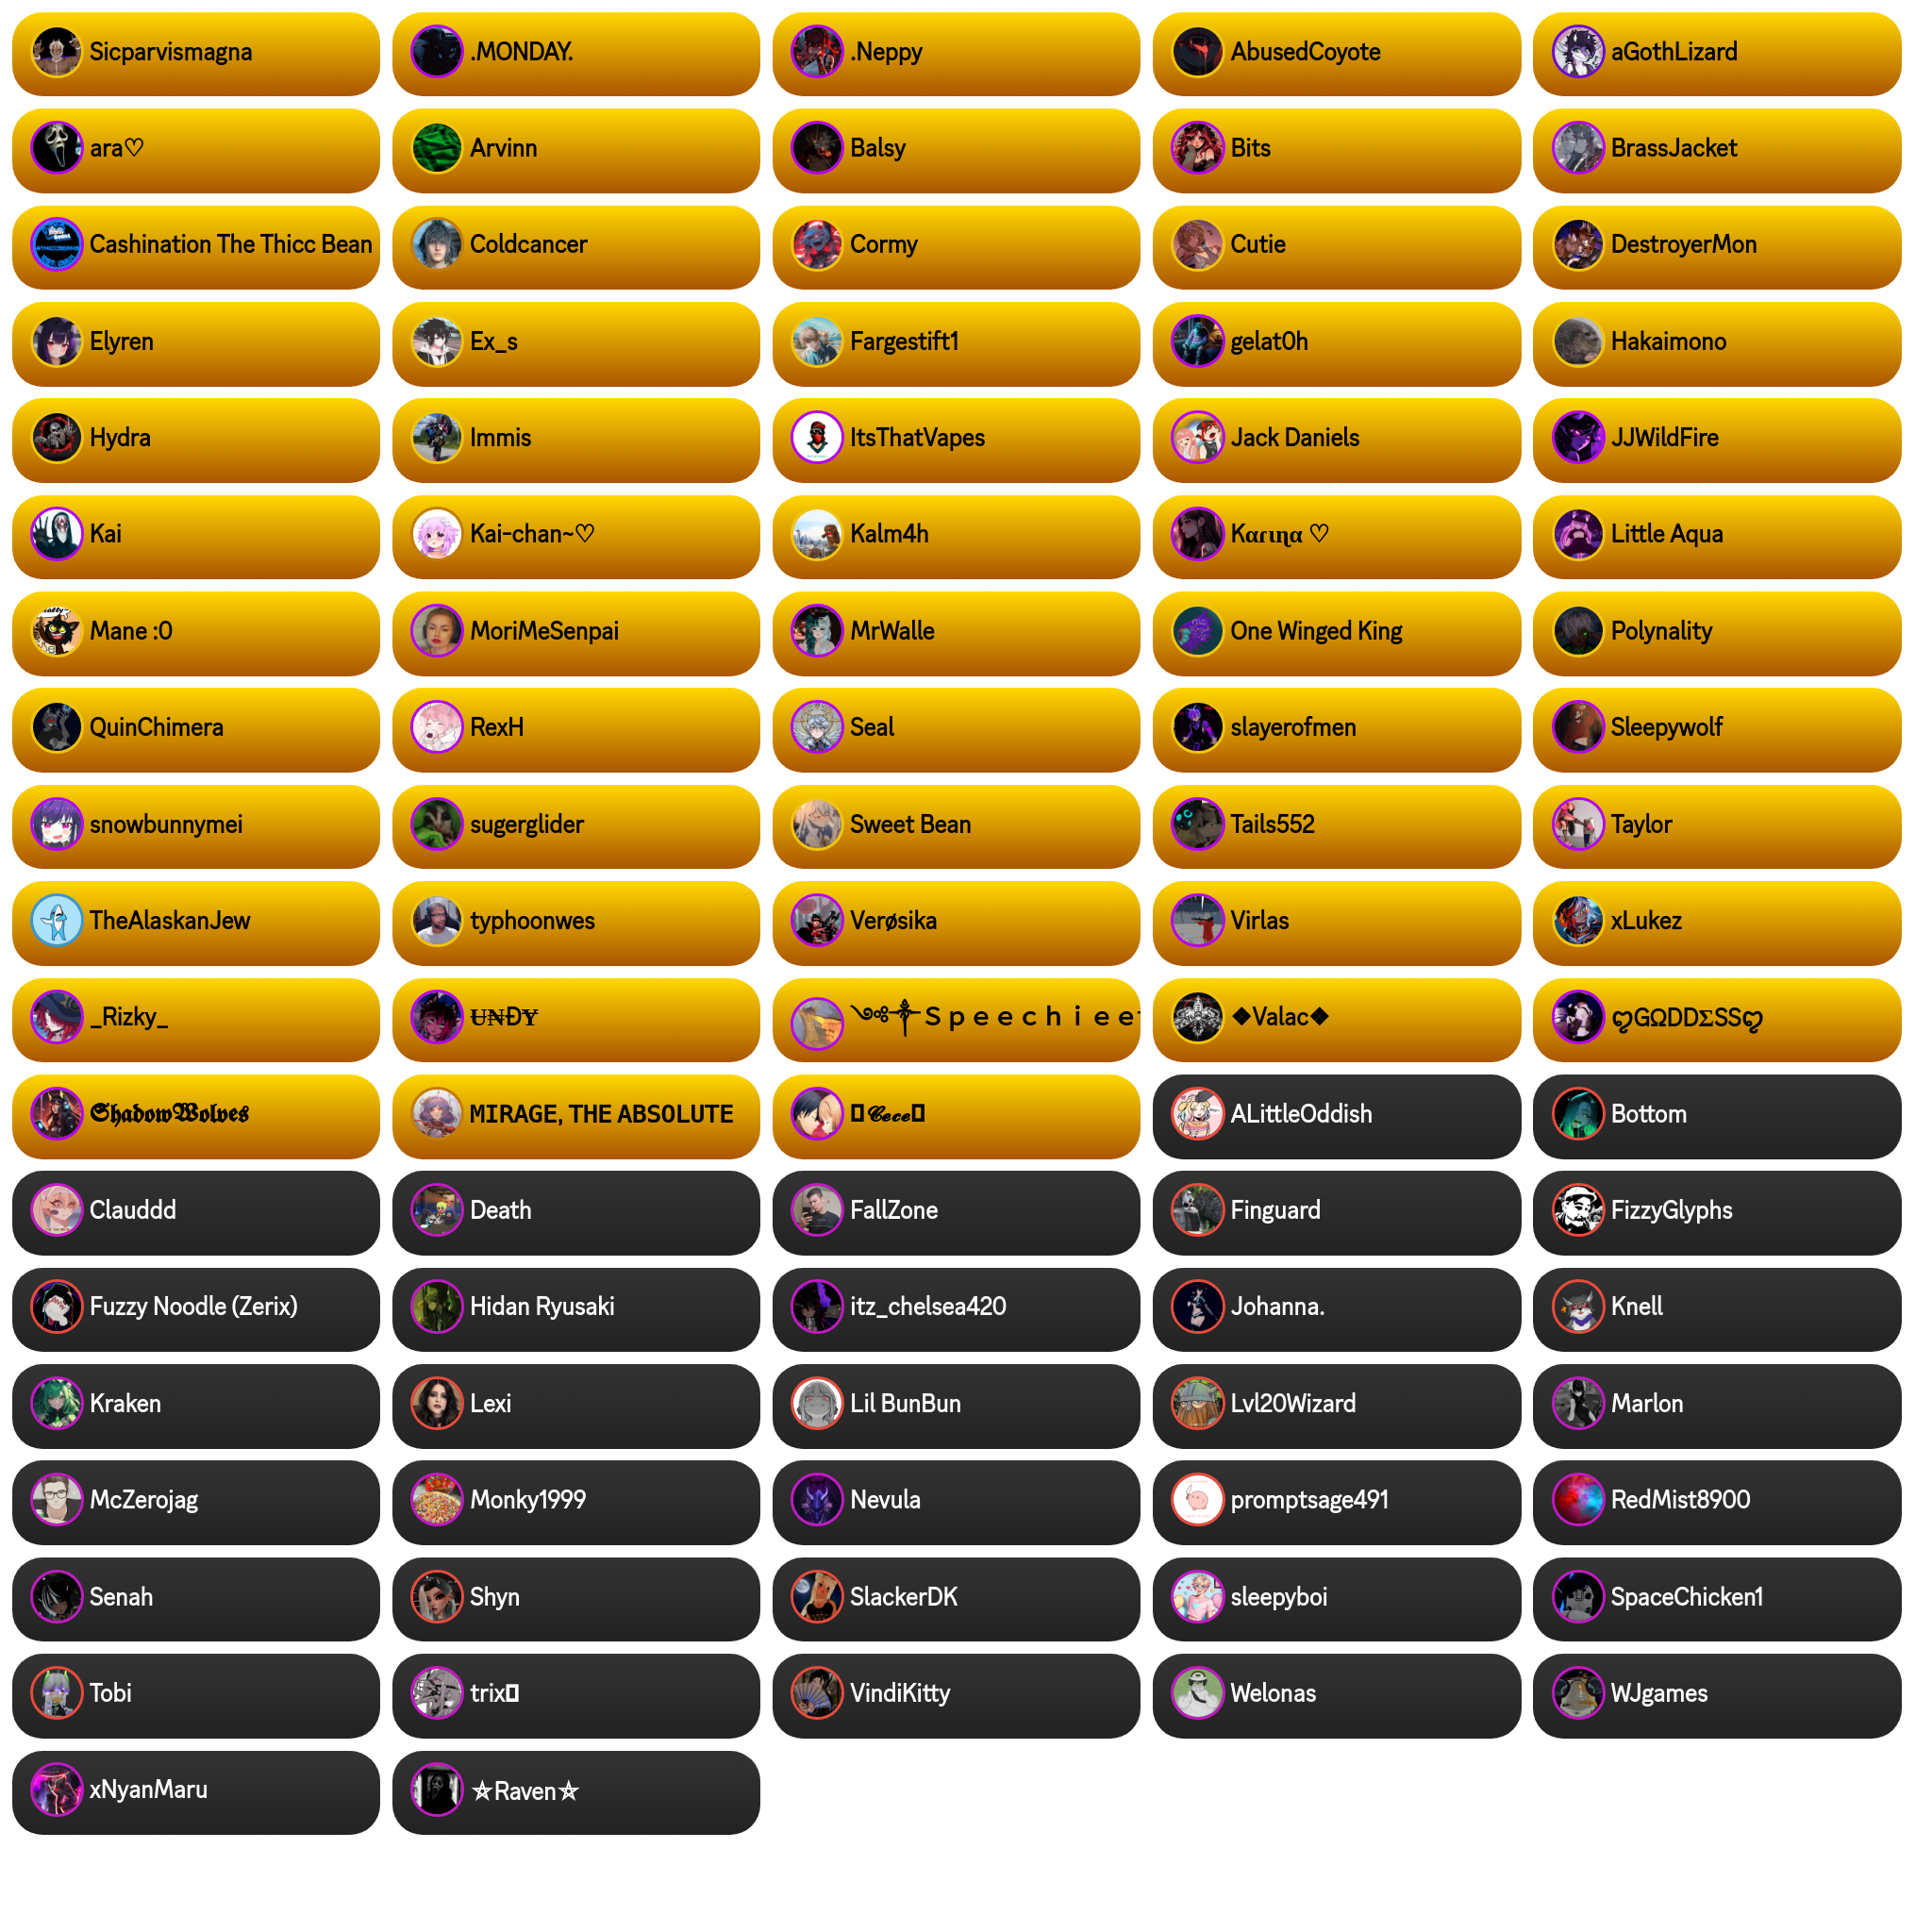 Sicparvismagna
.MONDAY.
.Neppy
AbusedCoyote
aGothLizard
ara♡
Arvinn
Balsy
Bits
BrassJacket
Cashination The Thicc Bean
Coldcancer
Cormy
Cutie
DestroyerMon
Elyren
Ex_s
Fargestift1
gelat0h
Hakaimono
Hydra
Immis
ItsThatVapes
Jack Daniels
JJWildFire
Kai
Kai-chan~♡
Kalm4h
Kαɾιɳα ♡
Little Aqua
Mane :0
MoriMeSenpai
MrWalle
One Winged King
Polynality
QuinChimera
RexH
Seal
slayerofmen
Sleepywolf
snowbunnymei
sugerglider
Sweet Bean
Tails552
Taylor
TheAlaskanJew
typhoonwes
Verøsika
Virlas
xLukez
_Rizky_
U̶N̶ĐY̶
༺༒Ｓｐｅｅｃｈｉｅｅ
❖Valac❖
ღGΩDDΣSSღ
𝕾𝖍𝖆𝖉𝖔𝖜𝖂𝖔𝖑𝖛𝖊𝖘
MIRAGE, THE ABSOLUTE
𝓒𝓮𝓬𝓮
ALittleOddish
Bottom
Clauddd
Death
FallZone
Finguard
FizzyGlyphs
Fuzzy Noodle (Zerix)
Hidan Ryusaki
itz_chelsea420
Johanna.
Knell
Kraken
Lexi
Lil BunBun
Lvl20Wizard
Marlon
McZerojag
Monky1999
Nevula
promptsage491
RedMist8900
Senah
Shyn
SlackerDK
sleepyboi
SpaceChicken1
Tobi
trix
VindiKitty
Welonas
WJgames
xNyanMaru
⛤Raven⛤